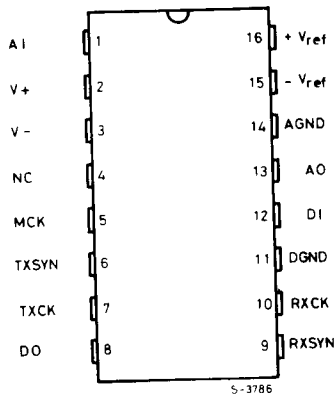 AI 1 16 + Vref
V+ 2 15 - Vref
V- 3 14 AGND
NC 4 13 AO
MCK 5 12 DI
TXSYN 6 11 DGND
TXCK 7 10 RXCK
DO 8 9 RXSYN
S-3786